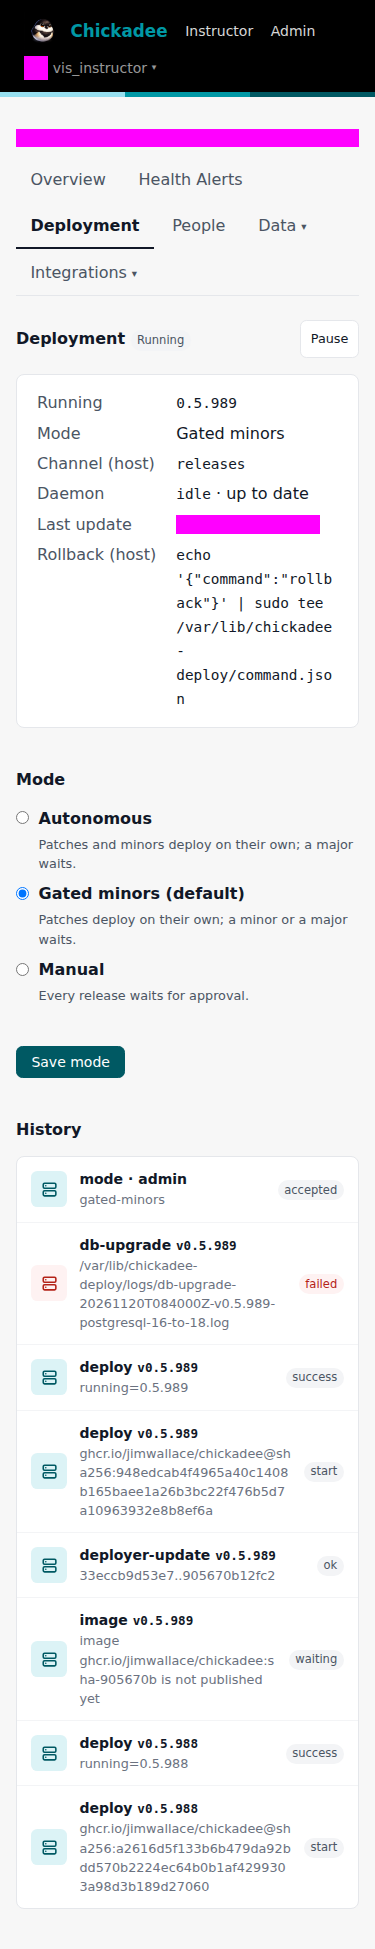 Chickadee Instructor Admin
vis_instructor ▾
Overview Health Alerts
Deployment People Data ▾
Integrations ▾
Deployment Running Pause
Running 0.5.989
Mode Gated minors
Channel (host) releases
Daemon idle · up to date
Last update
Rollback (host) echo
'{"command":"rollb
ack"}' | sudo tee
/var/lib/chickadee
-
deploy/command.jso
n
Mode
Autonomous
Patches and minors deploy on their own; a major
waits.
Gated minors (default)
Patches deploy on their own; a minor or a major
waits.
Manual
Every release waits for approval.
Save mode
History
mode · admin
gated-minors
accepted
db-upgrade v0.5.989
/var/lib/chickadee-
deploy/logs/db-upgrade-
20261120T084000Z-v0.5.989-
postgresql-16-to-18.log
failed
deploy v0.5.989
running=0.5.989
success
deploy v0.5.989
ghcr.io/jimwallace/chickadee@sh
a256:948edcab4f4965a40c1408
b165baee1a26b3bc22f476b5d7
a10963932e8b8ef6a
start
deployer-update v0.5.989
33eccb9d53e7..905670b12fc2
ok
image v0.5.989
image
ghcr.io/jimwallace/chickadee:s
ha-905670b is not published
yet
waiting
deploy v0.5.988
running=0.5.988
success
deploy v0.5.988
ghcr.io/jimwallace/chickadee@sh
a256:a2616d5f133b6b479da92b
dd570b2224ec64b0b1af429930
3a98d3b189d27060
start